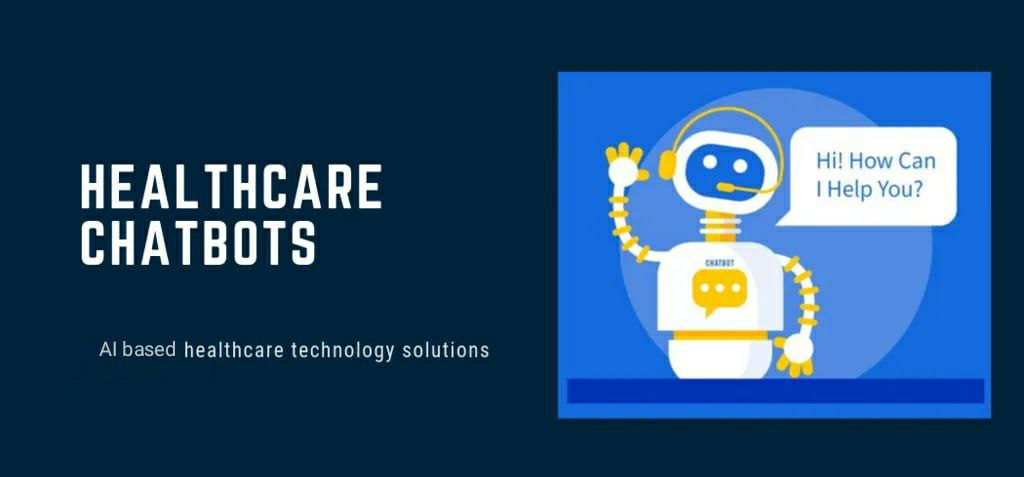 HEALTHCARE
CHATBOTS
AI based healthcare technology solutions
Hi! How Can
I Help You?
CHATBOT